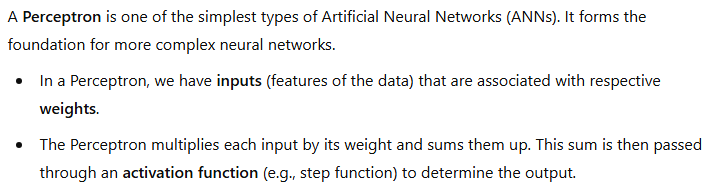 A Perceptron is one of the simplest types of Artificial Neural Networks (ANNs). It forms the
foundation for more complex neural networks.
• In a Perceptron, we have inputs (features of the data) that are associated with respective
weights.
• The Perceptron multiplies each input by its weight and sums them up. This sum is then passed
through an activation function (e.g., step function) to determine the output.